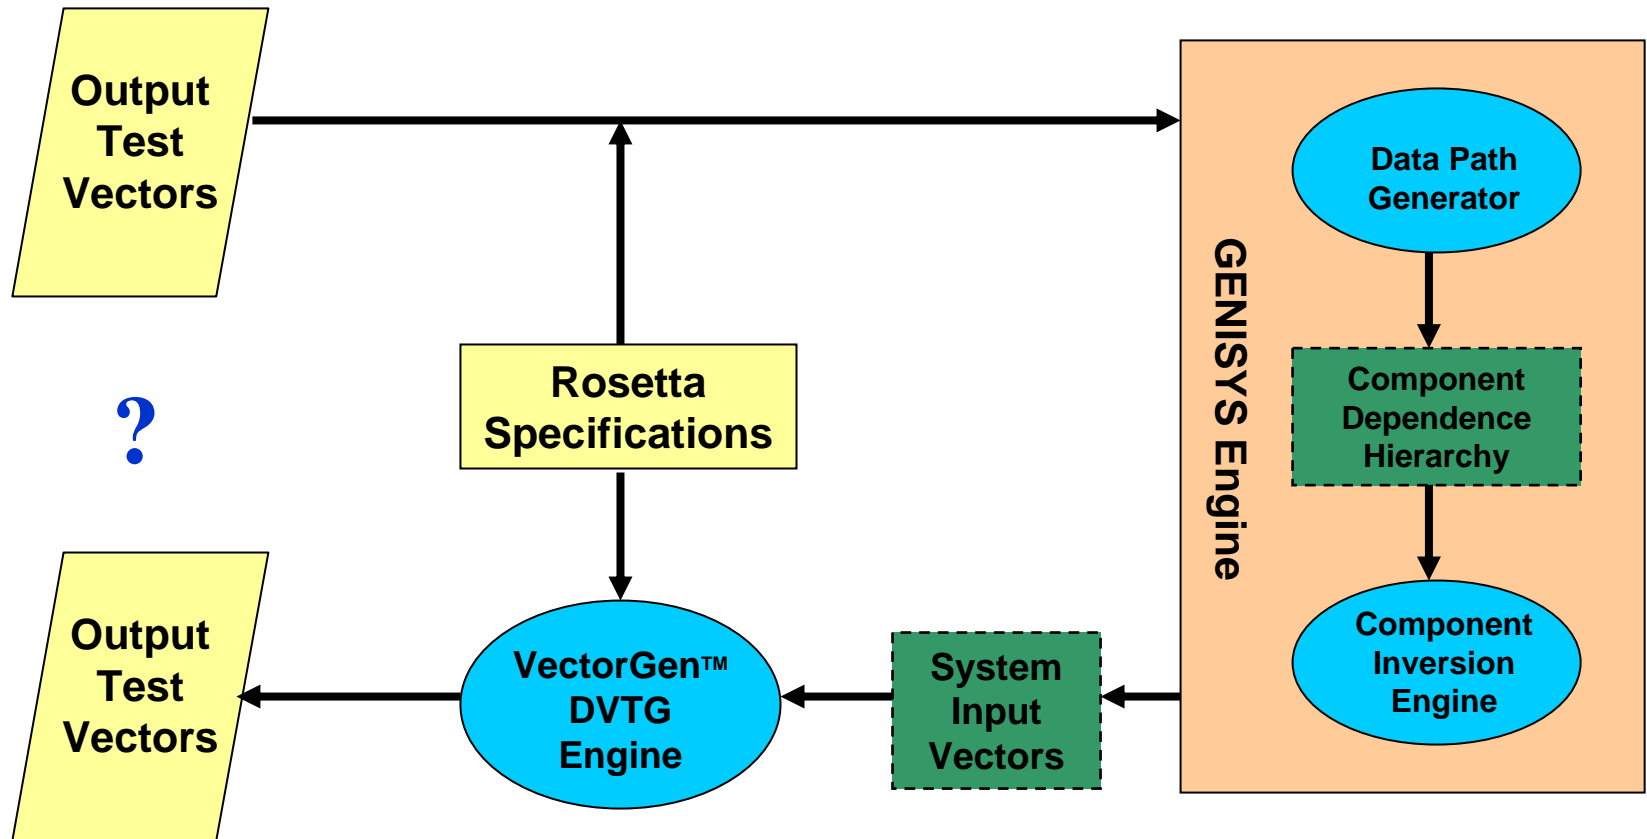 Output
Test
Vectors
Data Path
Generator
GENISYS Engine
Rosetta
Specifications
Component
Dependence
Hierarchy
?
Output
Test
Vectors
VectorGen™
DVTG
Engine
System
Input
Vectors
Component
Inversion
Engine